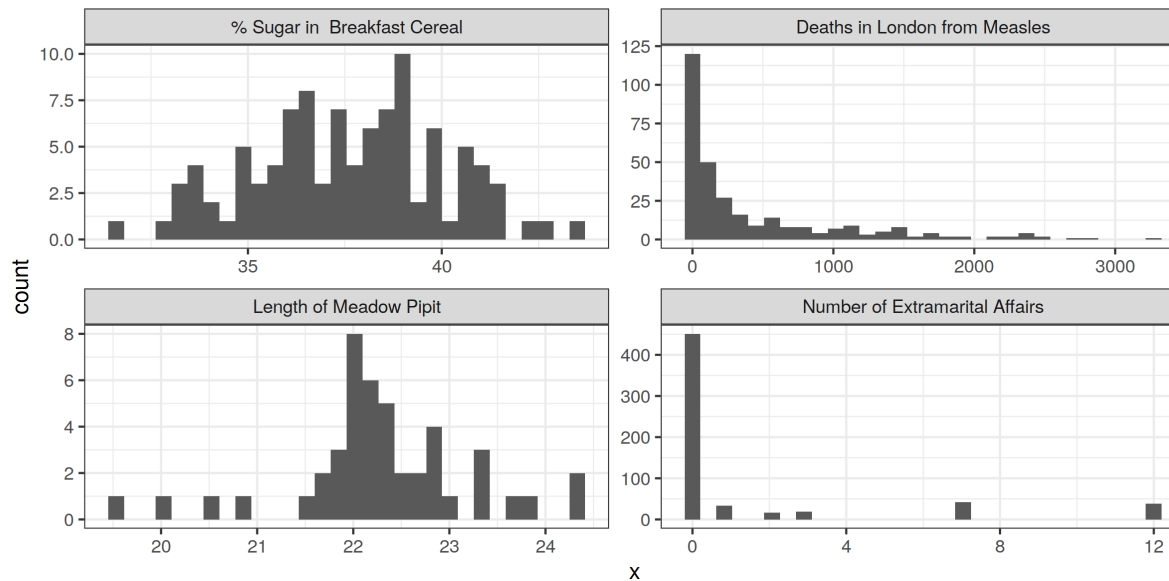 % Sugar in  Breakfast Cereal
Deaths in London from Measles
10.0
7.5
5.0
2.5
0.0
35 40
125
100
75
50
25
0
0 1000 2000 3000
count
Length of Meadow Pipit
Number of Extramarital Affairs
8
6
4
2
0
20 21 22 23 24
400
300
200
100
0
0 4 8 12
x